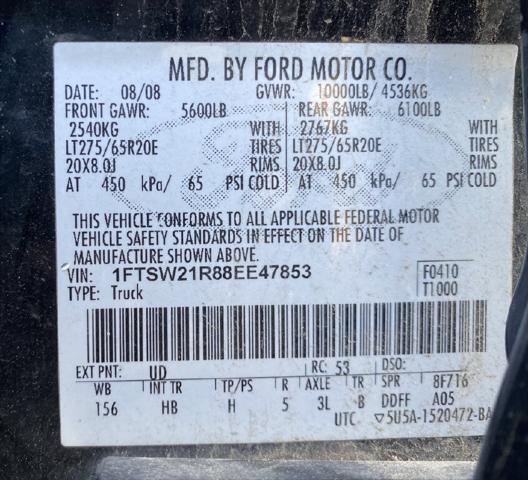 MFD. BY FORD MOTOR CO.
DATE: 08/08 GVWR: 10000LB/ 4536KG
FRONT GAWR: 5600LB REAR GAWR: 6100LB
2540KG WITH 2767KG WITH
LT275/65R20E TIRES LT275/65R20E TIRES
20X8.0J RIMS 20X8.0J RIMS
AT 450 kPa/ 65 PSI COLD AT 450 kPa/ 65 PSI COLD
THIS VEHICLE CONFORMS TO ALL APPLICABLE FEDERAL MOTOR
VEHICLE SAFETY STANDARDS IN EFFECT ON THE DATE OF
MANUFACTURE SHOWN ABOVE.
VIN: 1FTSW21R88EE47853 F0410
TYPE: Truck T1000
EXT PNT: UD RC: 53 DSO:
WB INT TR TP/PS R AXLE TR SPR 8F716
156 HB H 5 3L B DDFF A05
UTC ▽5U5A-1520472-BA